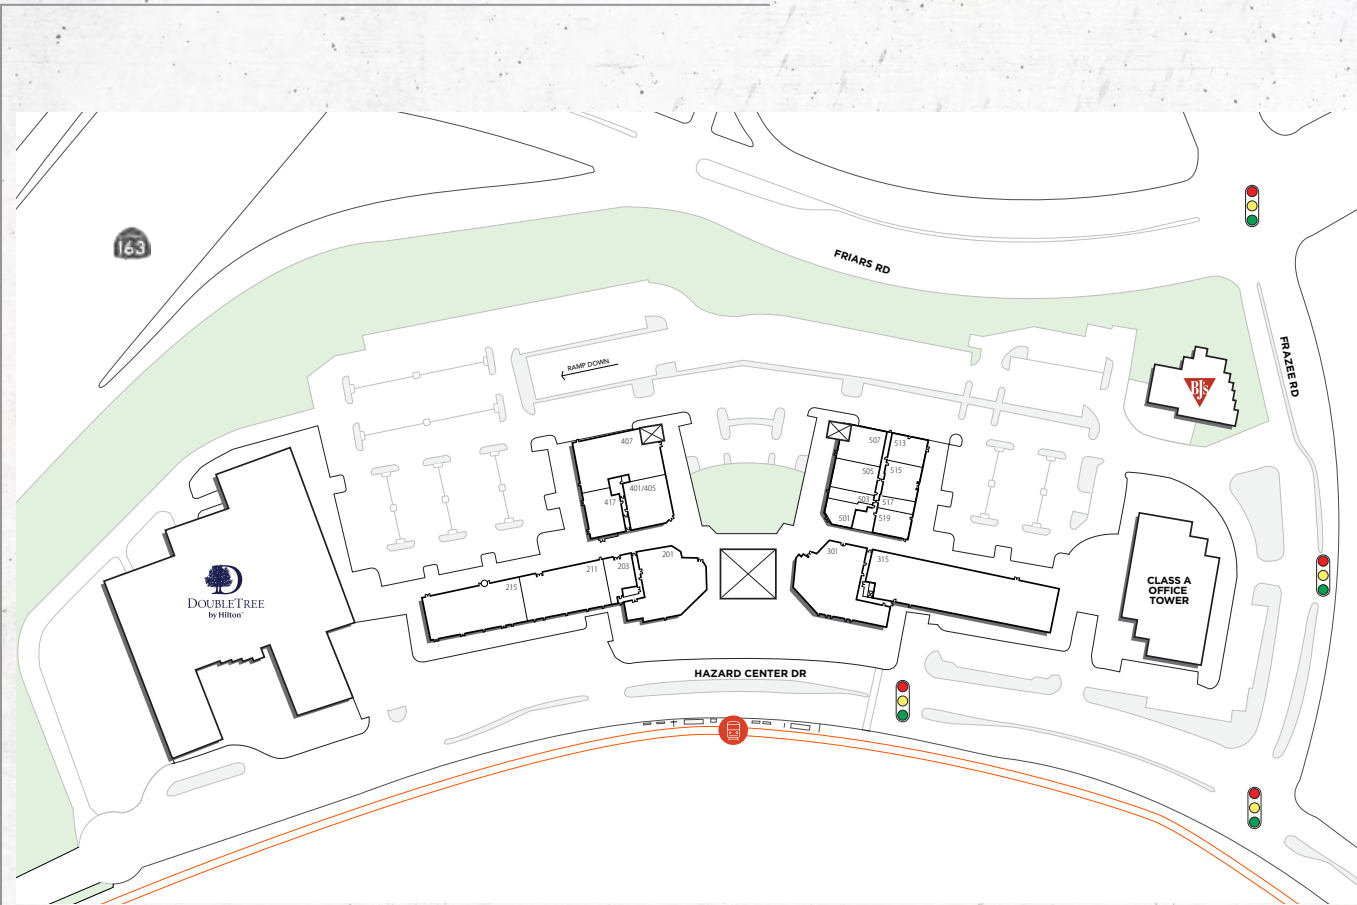 163
FRIARS RD
FRAZEE RD
RAMP DOWN
BJ's
407
401/405
417
507
513
505
515
503
517
501
519
201
203
211
215
301
315
DOUBLETREE
by Hilton™
CLASS A
OFFICE
TOWER
HAZARD CENTER DR